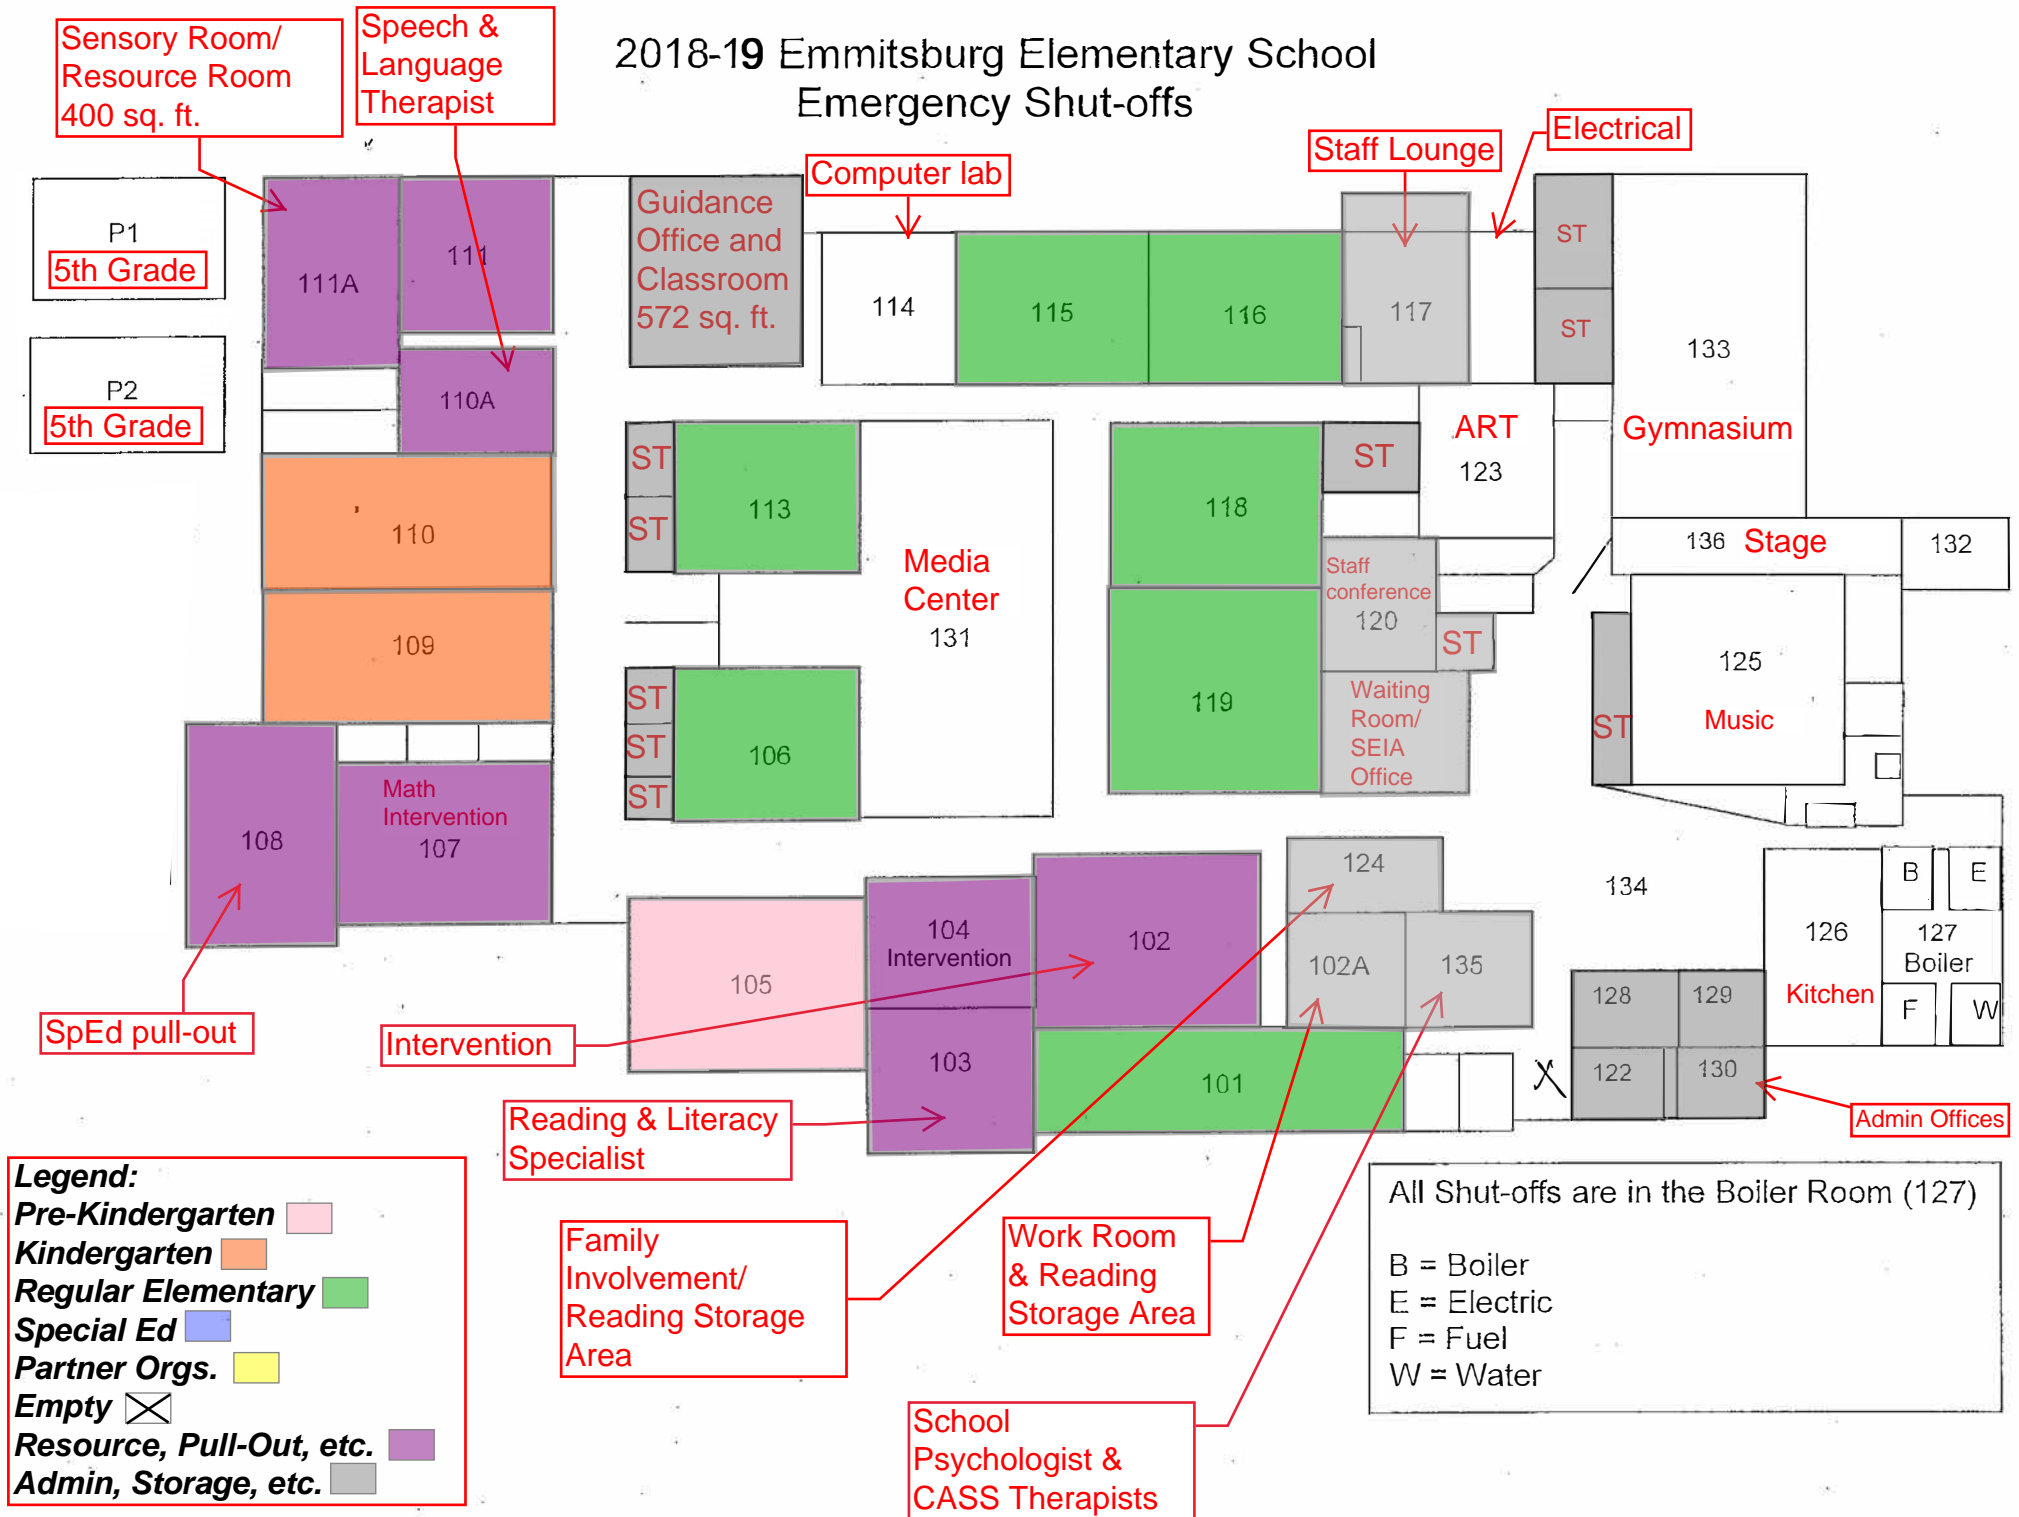 2018-19 Emmitsburg Elementary School
Emergency Shut-offs
Sensory Room/
Resource Room
400 sq. ft.
Speech &
Language
Therapist
Computer lab
Staff Lounge
Electrical
P1
5th Grade
P2
5th Grade
111A
111
110A
Guidance
Office and
Classroom
572 sq. ft.
114
115
116
117
ST
ST
133
Gymnasium
110
109
ST
ST
113
Media
Center
131
118
ST
ART
123
136 Stage
132
Staff
conference
120
ST
119
Waiting
Room/
SEIA
Office
125
Music
ST
ST
ST
ST
106
108
Math
Intervention
107
105
104
Intervention
102
103
101
124
102A
135
134
126
Kitchen
B
E
127
Boiler
F
W
128
129
122
130
X
Admin Offices
SpEd pull-out
Intervention
Reading & Literacy
Specialist
Family
Involvement/
Reading Storage
Area
Work Room
& Reading
Storage Area
School
Psychologist &
CASS Therapists
Legend:
Pre-Kindergarten
Kindergarten
Regular Elementary
Special Ed
Partner Orgs.
Empty
Resource, Pull-Out, etc.
Admin, Storage, etc.
All Shut-offs are in the Boiler Room (127)
B = Boiler
E = Electric
F = Fuel
W = Water